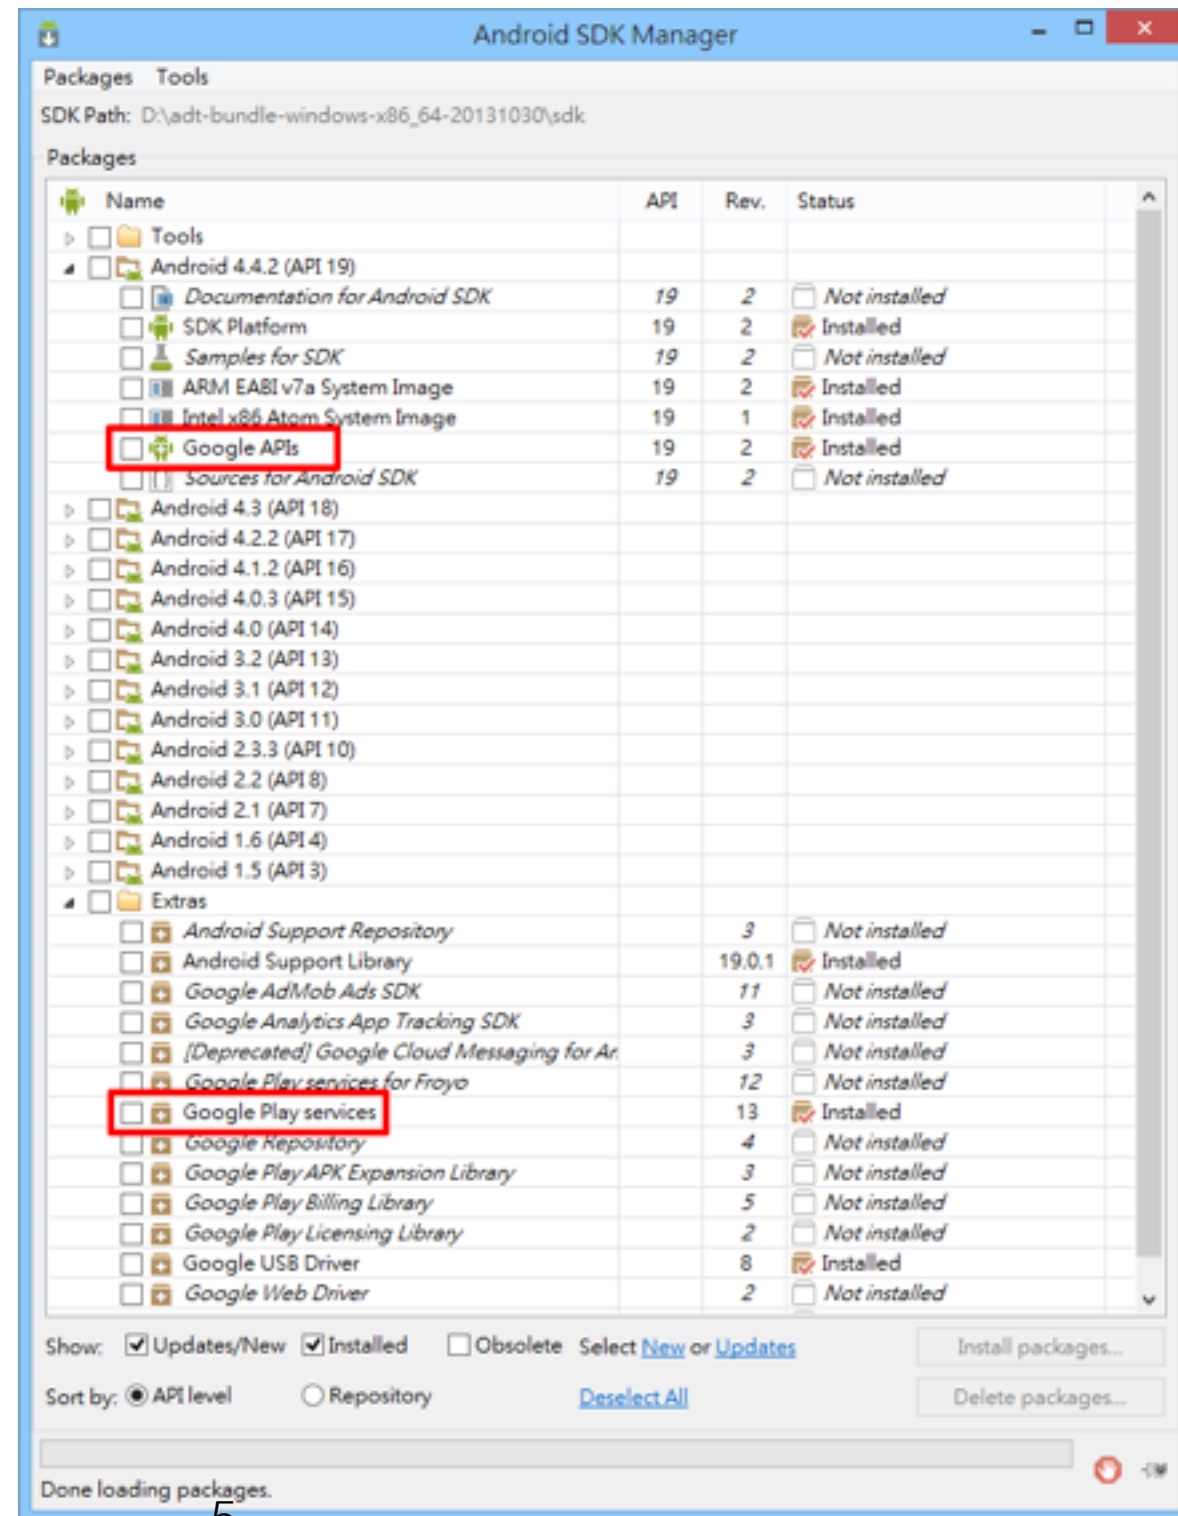 Android SDK Manager
Packages Tools
SDK Path: D:\adt-bundle-windows-x86_64-20131030\sdk
Packages
Name API Rev. Status
Tools
Android 4.4.2 (API 19)
Documentation for Android SDK 19 2 Not installed
SDK Platform 19 2 Installed
Samples for SDK 19 2 Not installed
ARM EABI v7a System Image 19 2 Installed
Intel x86 Atom System Image 19 1 Installed
Google APIs 19 2 Installed
Sources for Android SDK 19 2 Not installed
Android 4.3 (API 18)
Android 4.2.2 (API 17)
Android 4.1.2 (API 16)
Android 4.0.3 (API 15)
Android 4.0 (API 14)
Android 3.2 (API 13)
Android 3.1 (API 12)
Android 3.0 (API 11)
Android 2.3.3 (API 10)
Android 2.2 (API 8)
Android 2.1 (API 7)
Android 1.6 (API 4)
Android 1.5 (API 3)
Extras
Android Support Repository 3 Not installed
Android Support Library 19.0.1 Installed
Google AdMob Ads SDK 11 Not installed
Google Analytics App Tracking SDK 3 Not installed
[Deprecated] Google Cloud Messaging for Ar 3 Not installed
Google Play services for Froyo 12 Not installed
Google Play services 13 Installed
Google Repository 4 Not installed
Google Play APK Expansion Library 3 Not installed
Google Play Billing Library 5 Not installed
Google Play Licensing Library 2 Not installed
Google USB Driver 8 Installed
Google Web Driver 2 Not installed
Show: Updates/New Installed Obsolete Select New or Updates Install packages...
Sort by: API level Repository Deselect All Delete packages...
Done loading packages.
5